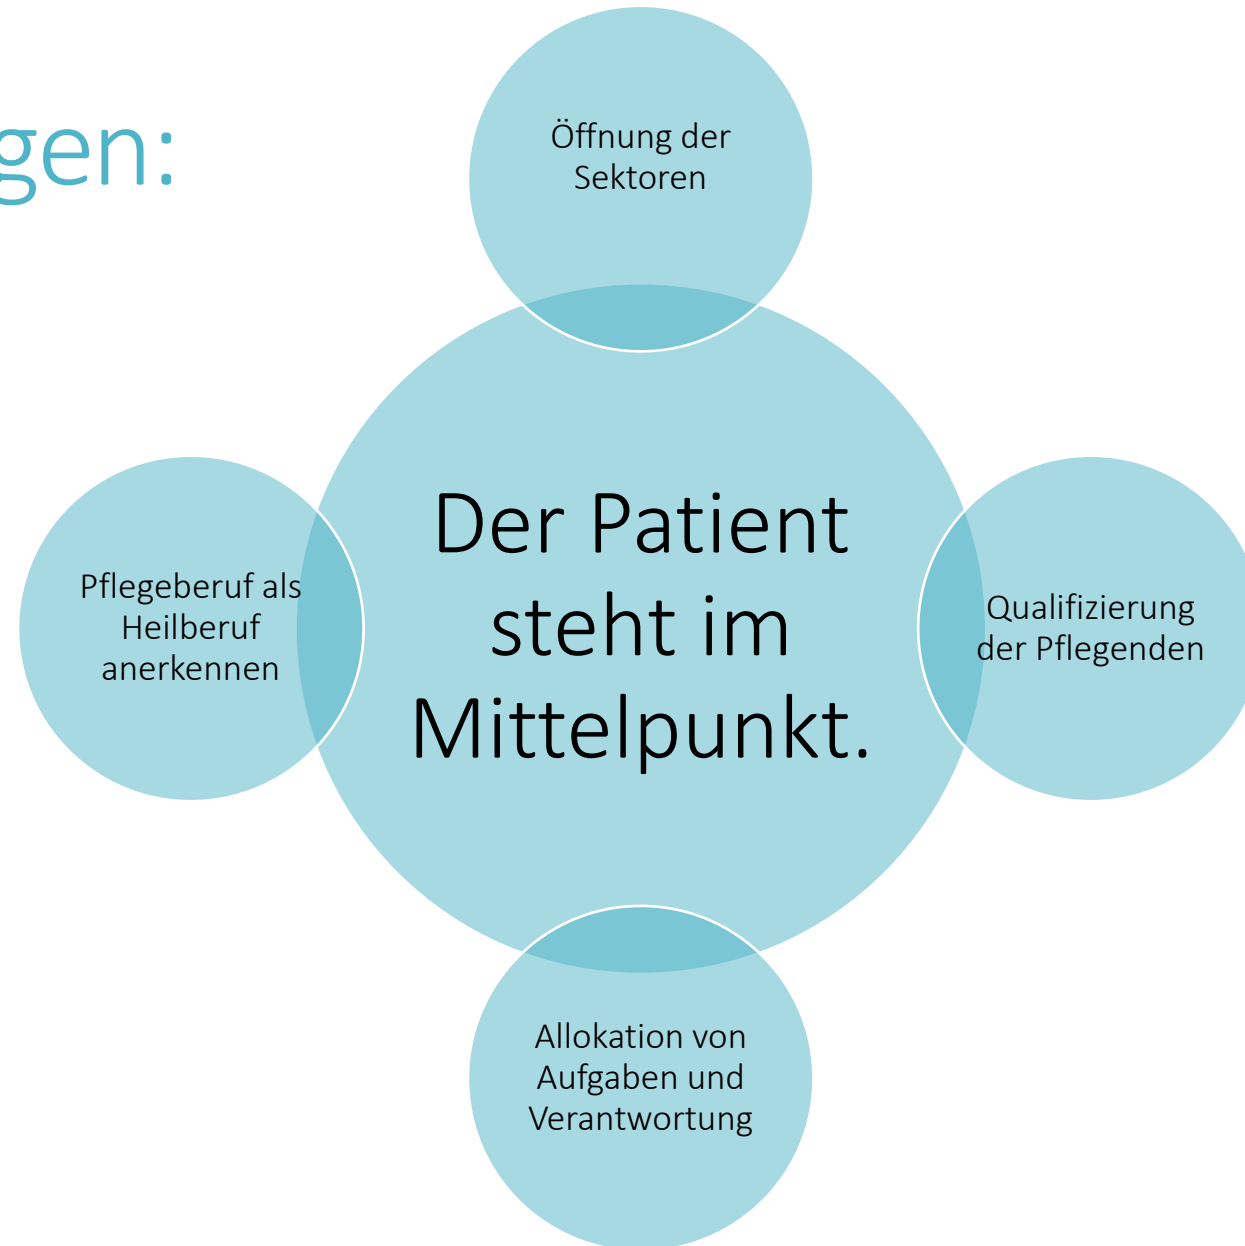 gen:
Öffnung der
Sektoren
Der Patient
steht im
Mittelpunkt.
Pflegeberuf als
Heilberuf
anerkennen
Qualifizierung
der Pflegenden
Allokation von
Aufgaben und
Verantwortung